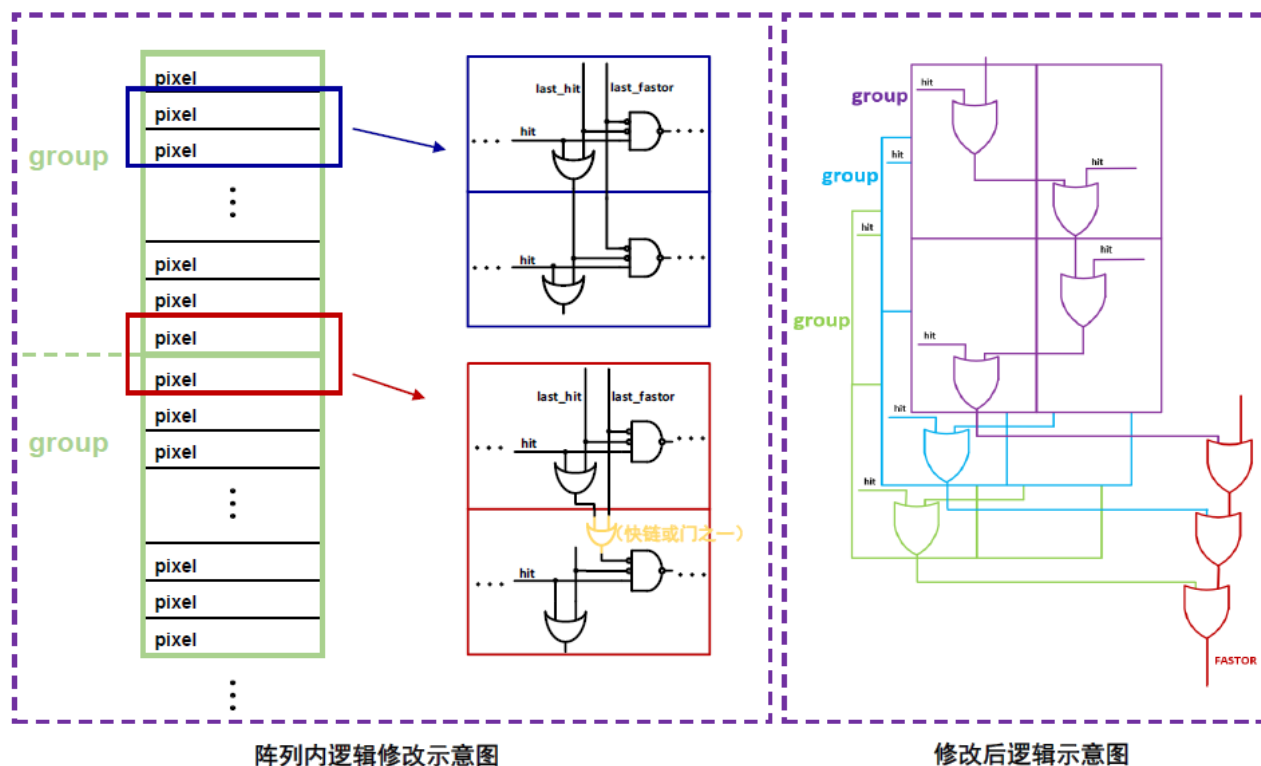 group
pixel
pixel
pixel
pixel
pixel
pixel
group
pixel
pixel
pixel
pixel
pixel
pixel
last_hit
last_fastor
hit
hit
last_hit
last_fastor
hit
(快链或门之一)
hit
阵列内逻辑修改示意图
group
hit
hit
group
hit
hit
group
hit
hit
hit
hit
FASTOR
修改后逻辑示意图